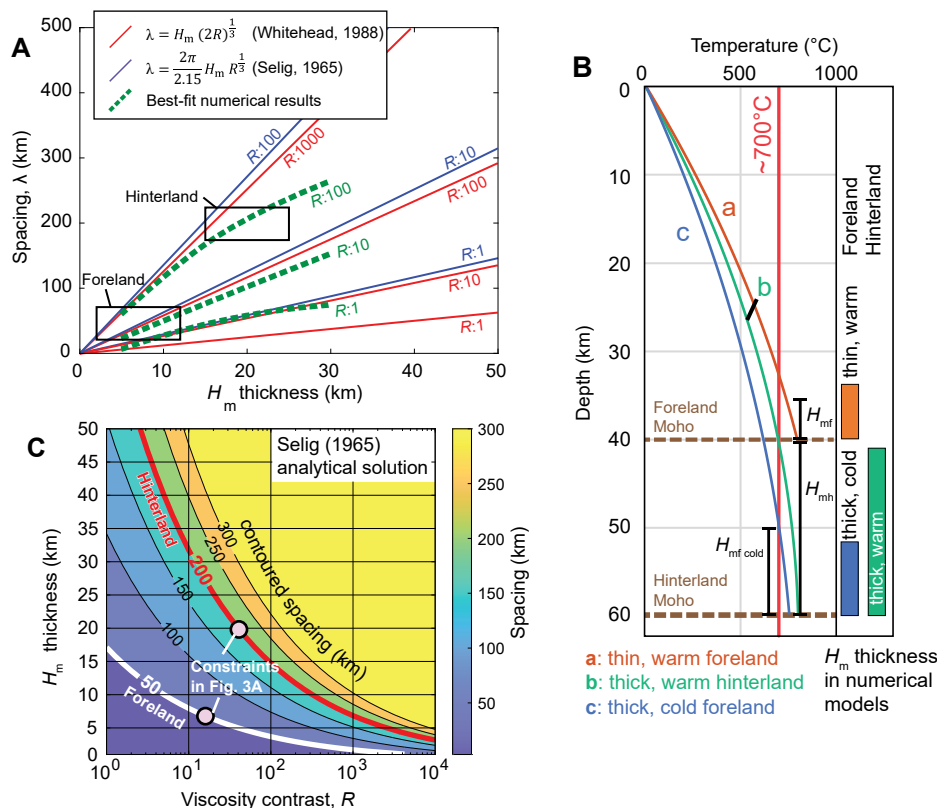 A
500
400
300
200
100
0
Spacing, λ (km)
λ = Hm (2R)^1/3 (Whitehead, 1988)
λ = 2π/2.15 Hm R^1/3 (Selig, 1965)
Best-fit numerical results
R:100
R:1000
R:10
R:100
R:100
R:10
R:1
R:10
R:1
R:1
Hinterland
Foreland
0 10 20 30 40 50
Hm thickness (km)
B
Temperature (°C)
0 500 1000
~700°C
Foreland
Hinterland
0
10
20
30
40
50
60
Depth (km)
a
b
c
Foreland
Moho
Hinterland
Moho
Hmf
Hmh
Hmf cold
thin, warm
thick, cold
thick, warm
a: thin, warm foreland
b: thick, warm hinterland
c: thick, cold foreland
Hm thickness
in numerical
models
C
50
45
40
35
30
25
20
15
10
5
0
Hm thickness (km)
Selig (1965)
analytical solution
Hinterland
200
300
250
150
100
50
contoured spacing (km)
Constraints
in Fig. 3A
Foreland
10^0 10^1 10^2 10^3 10^4
Viscosity contrast, R
300
250
200
150
100
50
Spacing (km)